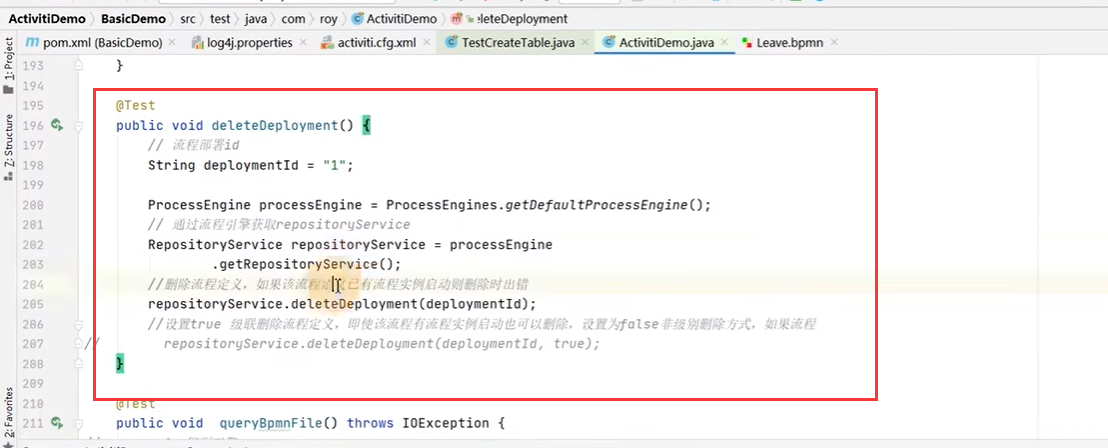 ActivitiDemo 〉 BasicDemo 〉 src 〉 test 〉 java 〉 com 〉 roy 〉 ActivitiDemo 〉 m deleteDeployment
pom.xml (BasicDemo) × log4j.properties × activiti.cfg.xml × TestCreateTable.java × ActivitiDemo.java × Leave.bpmn ×
1: Project
Z: Structure
2: Favorites
193 }
194
195 @Test
196 public void deleteDeployment() {
197 // 流程部署id
198 String deploymentId = "1";
199
200 ProcessEngine processEngine = ProcessEngines.getDefaultProcessEngine();
201 // 通过流程引擎获取repositoryService
202 RepositoryService repositoryService = processEngine
203 .getRepositoryService();
204 //删除流程定义，如果该流程定义已有流程实例启动则删除时出错
205 repositoryService.deleteDeployment(deploymentId);
206 //设置true 级联删除流程定义，即使该流程有流程实例启动也可以删除，设置为false非级别删除方式，如果流程
207 // repositoryService.deleteDeployment(deploymentId, true);
208 }
209
210 @Test
211 public void queryBpmnFile() throws IOException {